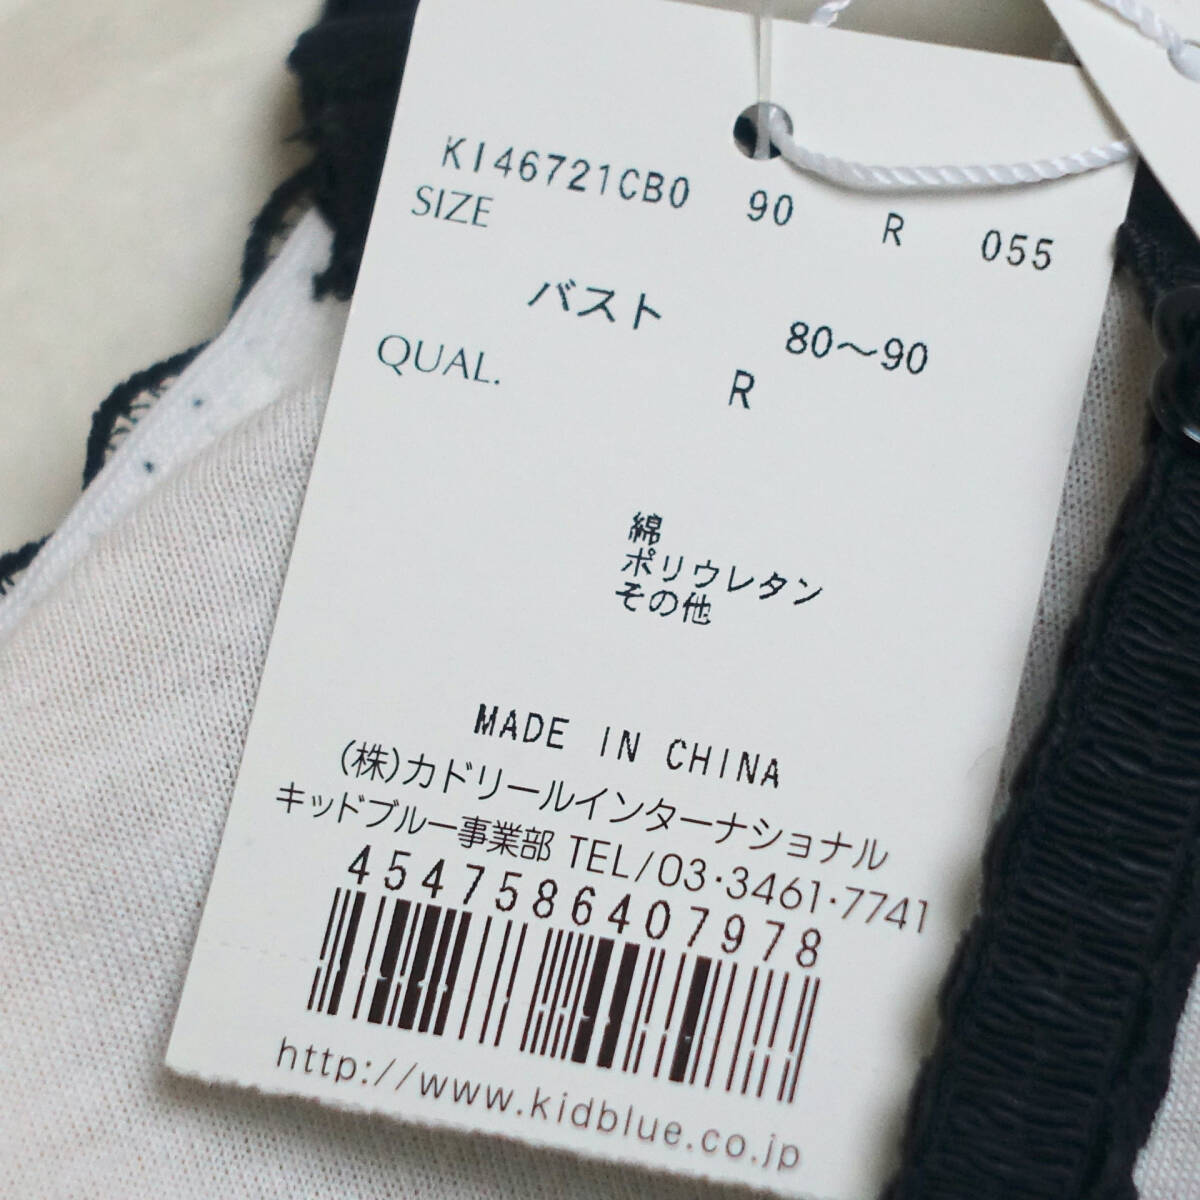 KI46721CB0 90 R 055
SIZE
バスト 80～90
QUAL. R
綿
ポリウレタン
その他
MADE IN CHINA
(株)カドリールインターナショナル
キッドブルー事業部 TEL/03・3461・7741
4547586407978
http://www.kidblue.co.jp